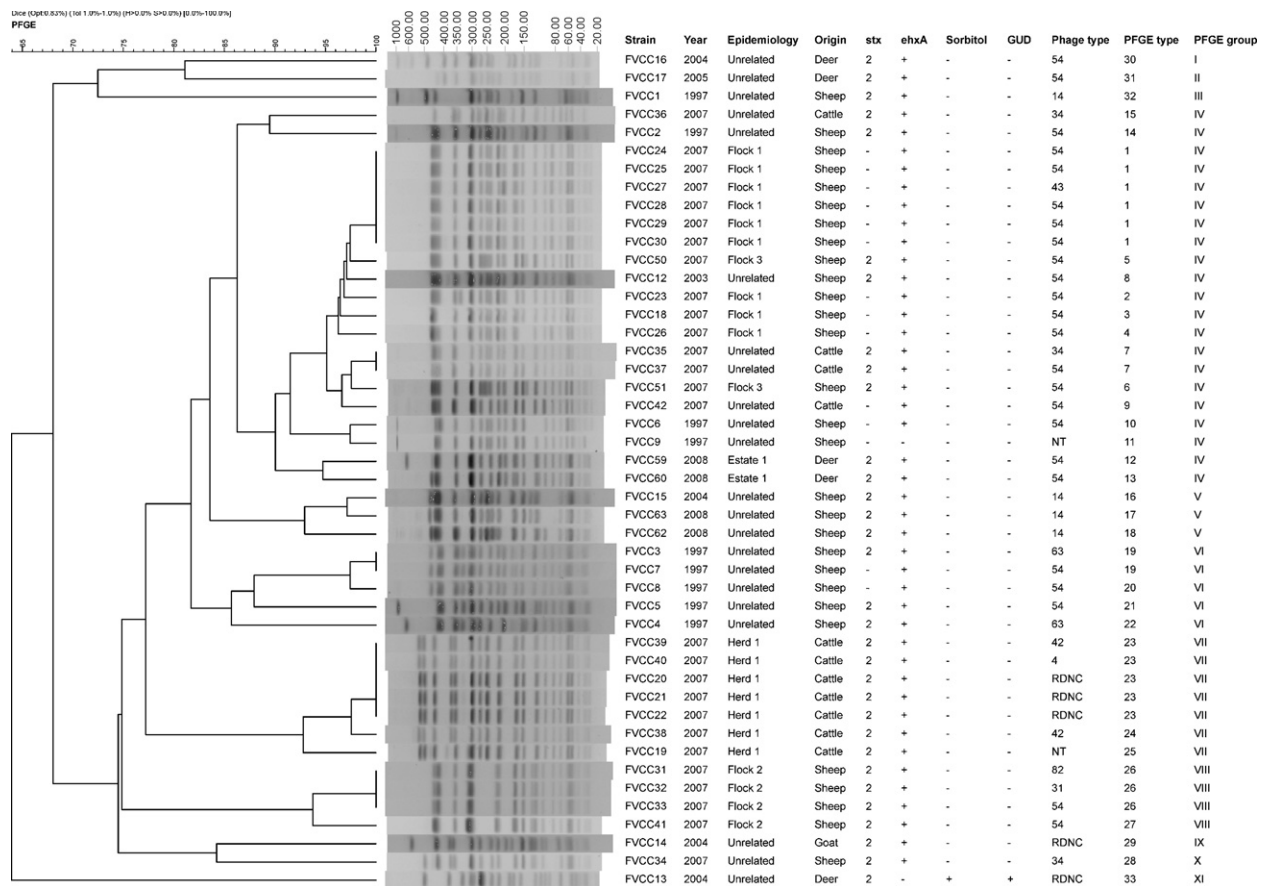 Dice (Opt:0.83%) (Tol 1.0%-1.0%) (H>0.0% S>0.0%) [0.0%-100.0%]
PFGE
65 70 75 80 85 90 95 100 1000 600.00 500.00 400.00 350.00 300.00 250.00 200.00 150.00 80.00 60.00 40.00 20.00
Strain Year Epidemiology Origin stx ehxA Sorbitol GUD Phage type PFGE type PFGE group
FVCC16 2004 Unrelated Deer 2 + - - 54 30 I
FVCC17 2005 Unrelated Deer 2 + - - 54 31 II
FVCC1 1997 Unrelated Sheep 2 + - - 14 32 III
FVCC36 2007 Unrelated Cattle 2 + - - 34 15 IV
FVCC2 1997 Unrelated Sheep 2 + - - 54 14 IV
FVCC24 2007 Flock 1 Sheep - + - - 54 1 IV
FVCC25 2007 Flock 1 Sheep - + - - 54 1 IV
FVCC27 2007 Flock 1 Sheep - + - - 43 1 IV
FVCC28 2007 Flock 1 Sheep - + - - 54 1 IV
FVCC29 2007 Flock 1 Sheep - + - - 54 1 IV
FVCC30 2007 Flock 1 Sheep - + - - 54 1 IV
FVCC50 2007 Flock 3 Sheep 2 + - - 54 5 IV
FVCC12 2003 Unrelated Sheep 2 + - - 54 8 IV
FVCC23 2007 Flock 1 Sheep - + - - 54 2 IV
FVCC18 2007 Flock 1 Sheep - + - - 54 3 IV
FVCC26 2007 Flock 1 Sheep - + - - 54 4 IV
FVCC35 2007 Unrelated Cattle 2 + - - 34 7 IV
FVCC37 2007 Unrelated Cattle 2 + - - 54 7 IV
FVCC51 2007 Flock 3 Sheep 2 + - - 54 6 IV
FVCC42 2007 Unrelated Cattle - + - - 54 9 IV
FVCC6 1997 Unrelated Sheep - + - - 54 10 IV
FVCC9 1997 Unrelated Sheep - - - - NT 11 IV
FVCC59 2008 Estate 1 Deer 2 + - - 54 12 IV
FVCC60 2008 Estate 1 Deer 2 + - - 54 13 IV
FVCC15 2004 Unrelated Sheep 2 + - - 14 16 V
FVCC63 2008 Unrelated Sheep 2 + - - 14 17 V
FVCC62 2008 Unrelated Sheep 2 + - - 14 18 V
FVCC3 1997 Unrelated Sheep 2 + - - 63 19 VI
FVCC7 1997 Unrelated Sheep - + - - 54 19 VI
FVCC8 1997 Unrelated Sheep - + - - 54 20 VI
FVCC5 1997 Unrelated Sheep 2 + - - 54 21 VI
FVCC4 1997 Unrelated Sheep 2 + - - 63 22 VI
FVCC39 2007 Herd 1 Cattle 2 + - - 42 23 VII
FVCC40 2007 Herd 1 Cattle 2 + - - 4 23 VII
FVCC20 2007 Herd 1 Cattle 2 + - - RDNC 23 VII
FVCC21 2007 Herd 1 Cattle 2 + - - RDNC 23 VII
FVCC22 2007 Herd 1 Cattle 2 + - - RDNC 23 VII
FVCC38 2007 Herd 1 Cattle 2 + - - 42 24 VII
FVCC19 2007 Herd 1 Cattle 2 + - - NT 25 VII
FVCC31 2007 Flock 2 Sheep 2 + - - 82 26 VIII
FVCC32 2007 Flock 2 Sheep 2 + - - 31 26 VIII
FVCC33 2007 Flock 2 Sheep 2 + - - 54 26 VIII
FVCC41 2007 Flock 2 Sheep 2 + - - 54 27 VIII
FVCC14 2004 Unrelated Goat 2 + - - RDNC 29 IX
FVCC34 2007 Unrelated Sheep 2 + - - 34 28 X
FVCC13 2004 Unrelated Deer 2 - + + RDNC 33 XI